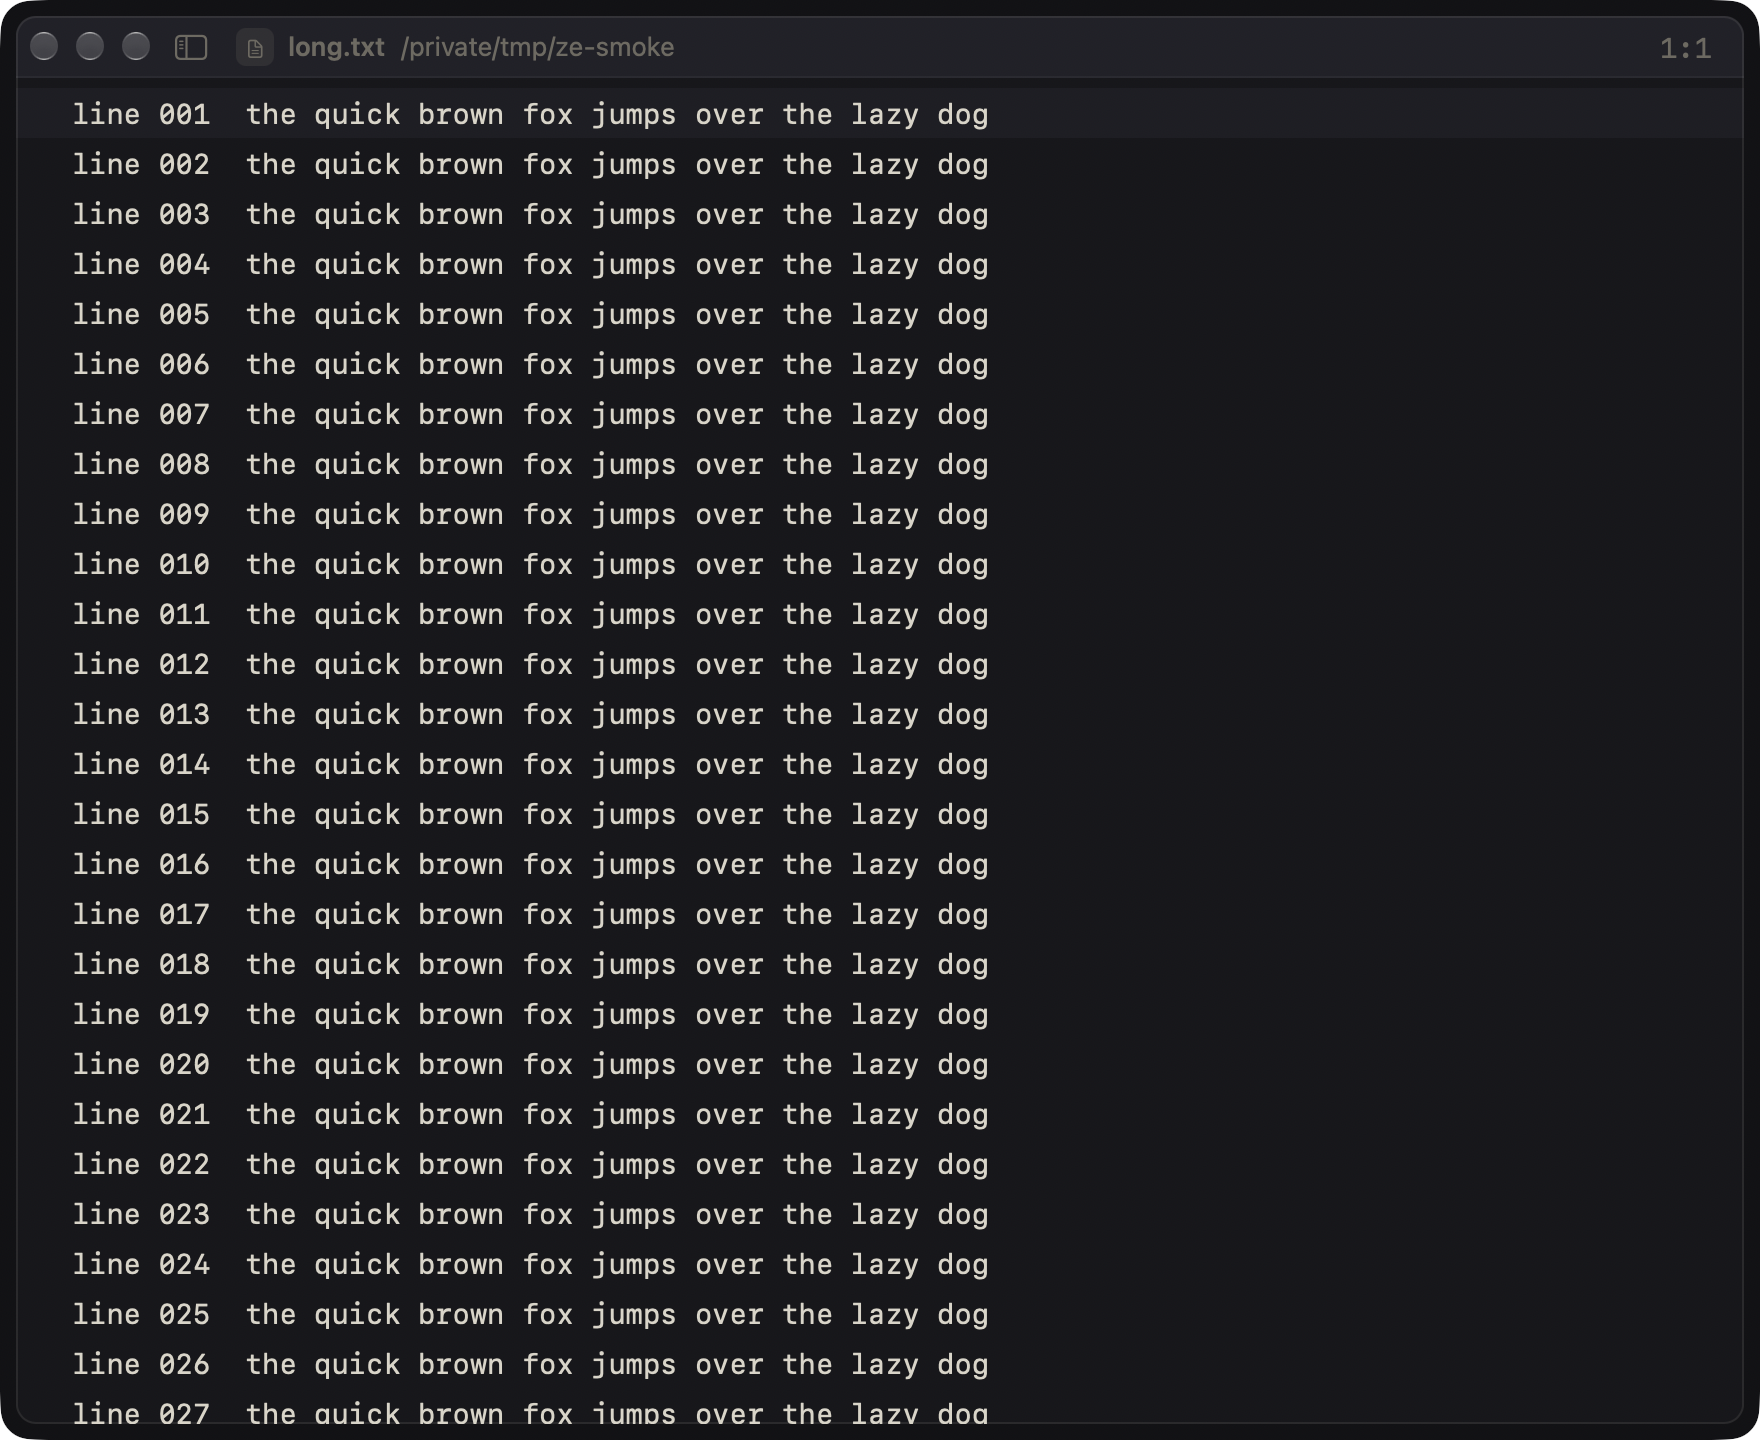 long.txt /private/tmp/ze-smoke 1:1
line 001  the quick brown fox jumps over the lazy dog
line 002  the quick brown fox jumps over the lazy dog
line 003  the quick brown fox jumps over the lazy dog
line 004  the quick brown fox jumps over the lazy dog
line 005  the quick brown fox jumps over the lazy dog
line 006  the quick brown fox jumps over the lazy dog
line 007  the quick brown fox jumps over the lazy dog
line 008  the quick brown fox jumps over the lazy dog
line 009  the quick brown fox jumps over the lazy dog
line 010  the quick brown fox jumps over the lazy dog
line 011  the quick brown fox jumps over the lazy dog
line 012  the quick brown fox jumps over the lazy dog
line 013  the quick brown fox jumps over the lazy dog
line 014  the quick brown fox jumps over the lazy dog
line 015  the quick brown fox jumps over the lazy dog
line 016  the quick brown fox jumps over the lazy dog
line 017  the quick brown fox jumps over the lazy dog
line 018  the quick brown fox jumps over the lazy dog
line 019  the quick brown fox jumps over the lazy dog
line 020  the quick brown fox jumps over the lazy dog
line 021  the quick brown fox jumps over the lazy dog
line 022  the quick brown fox jumps over the lazy dog
line 023  the quick brown fox jumps over the lazy dog
line 024  the quick brown fox jumps over the lazy dog
line 025  the quick brown fox jumps over the lazy dog
line 026  the quick brown fox jumps over the lazy dog
line 027  the quick brown fox jumps over the lazy dog